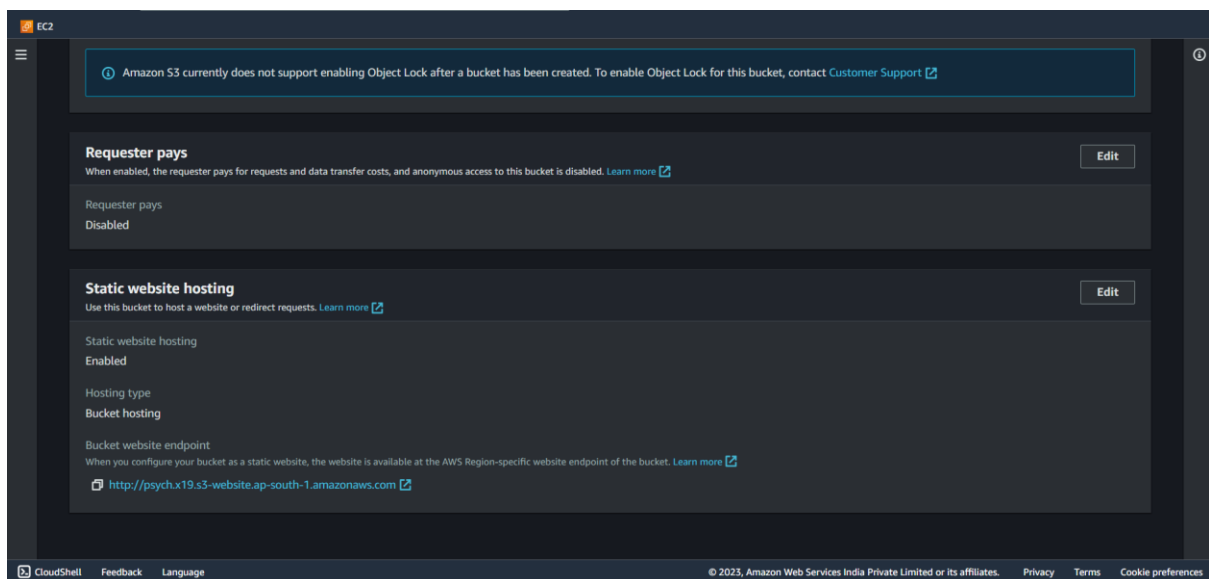 EC2
Amazon S3 currently does not support enabling Object Lock after a bucket has been created. To enable Object Lock for this bucket, contact Customer Support
Requester pays
Edit
When enabled, the requester pays for requests and data transfer costs, and anonymous access to this bucket is disabled. Learn more
Requester pays
Disabled
Static website hosting
Edit
Use this bucket to host a website or redirect requests. Learn more
Static website hosting
Enabled
Hosting type
Bucket hosting
Bucket website endpoint
When you configure your bucket as a static website, the website is available at the AWS Region-specific website endpoint of the bucket. Learn more
http://psych.x19.s3-website.ap-south-1.amazonaws.com
CloudShell Feedback Language © 2023, Amazon Web Services India Private Limited or its affiliates. Privacy Terms Cookie preferences